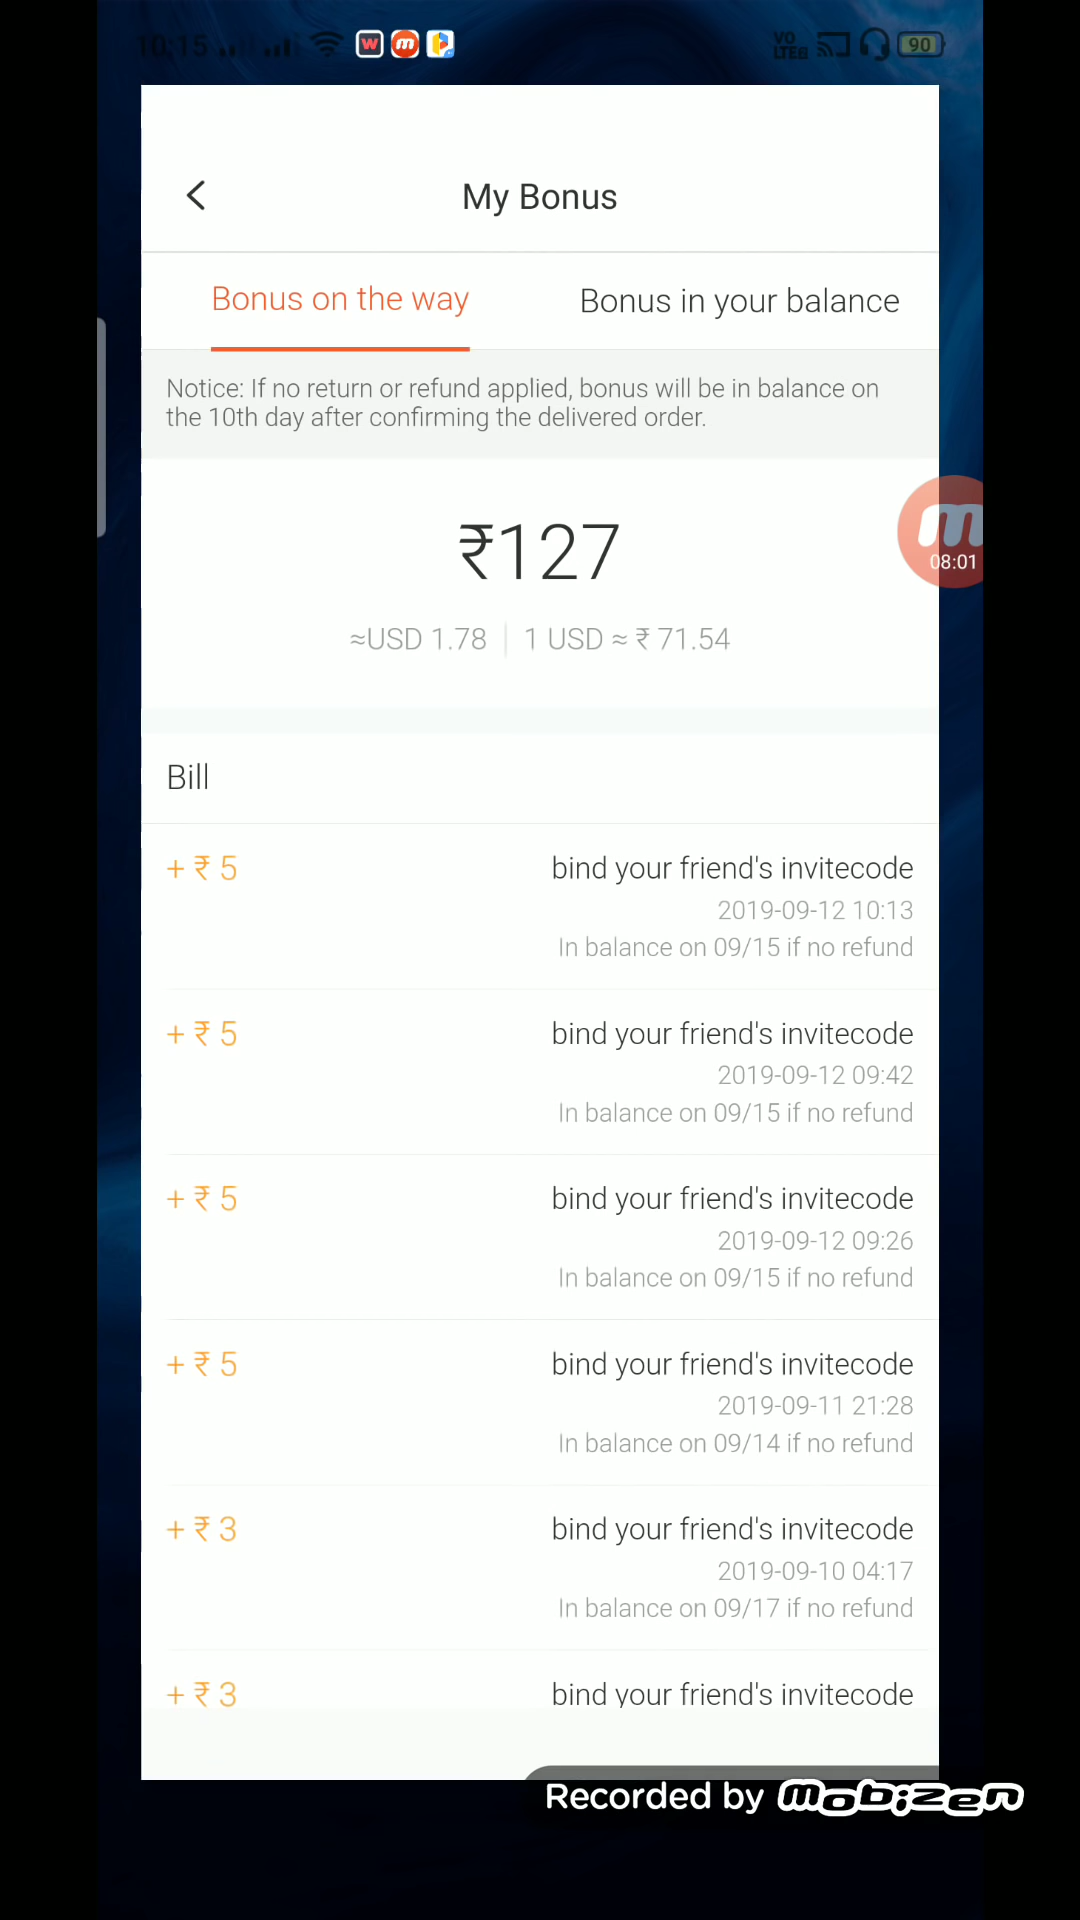 10:15
VO
LTE
90
My Bonus
Bonus on the way
Bonus in your balance
Notice: If no return or refund applied, bonus will be in balance on
the 10th day after confirming the delivered order.
₹127
08:01
≈USD 1.78 | 1 USD ≈ ₹ 71.54
Bill
+ ₹ 5
bind your friend's invitecode
2019-09-12 10:13
In balance on 09/15 if no refund
+ ₹ 5
bind your friend's invitecode
2019-09-12 09:42
In balance on 09/15 if no refund
+ ₹ 5
bind your friend's invitecode
2019-09-12 09:26
In balance on 09/15 if no refund
+ ₹ 5
bind your friend's invitecode
2019-09-11 21:28
In balance on 09/14 if no refund
+ ₹ 3
bind your friend's invitecode
2019-09-10 04:17
In balance on 09/17 if no refund
+ ₹ 3
bind your friend's invitecode
Recorded by mobizen